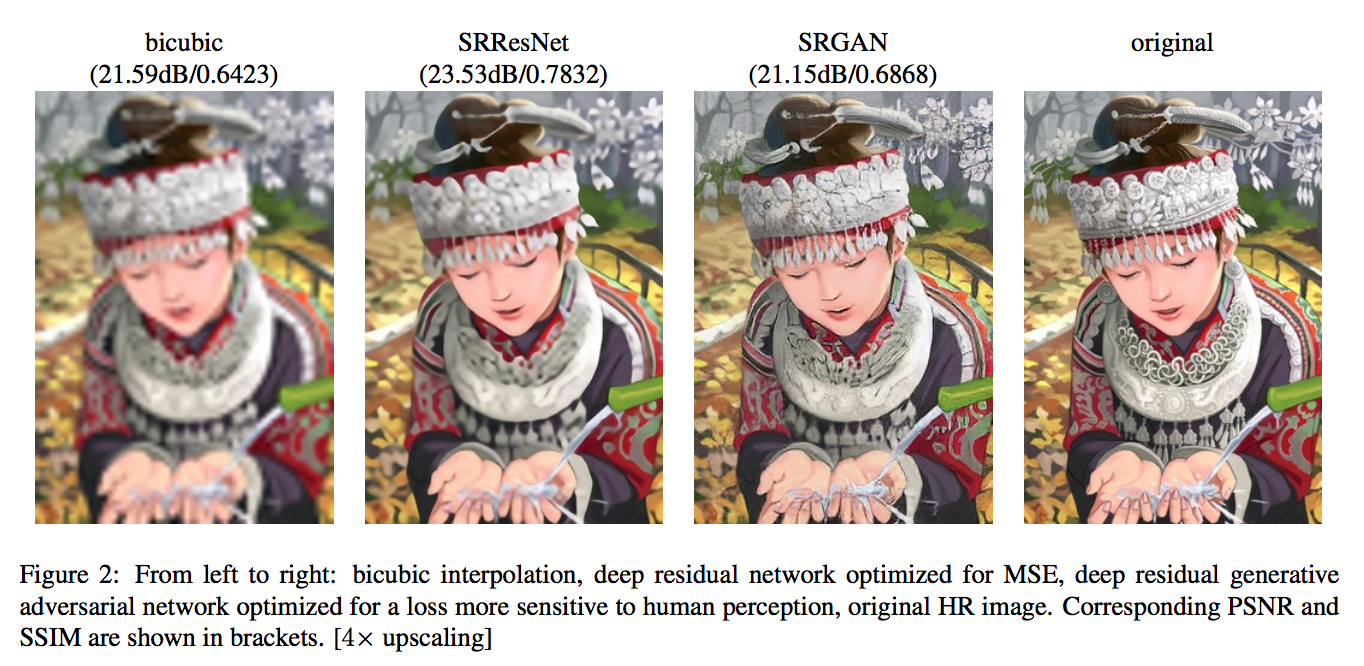 bicubic
(21.59dB/0.6423)
SRResNet
(23.53dB/0.7832)
SRGAN
(21.15dB/0.6868)
original
Figure 2: From left to right: bicubic interpolation, deep residual network optimized for MSE, deep residual generative
adversarial network optimized for a loss more sensitive to human perception, original HR image. Corresponding PSNR and
SSIM are shown in brackets. [4× upscaling]